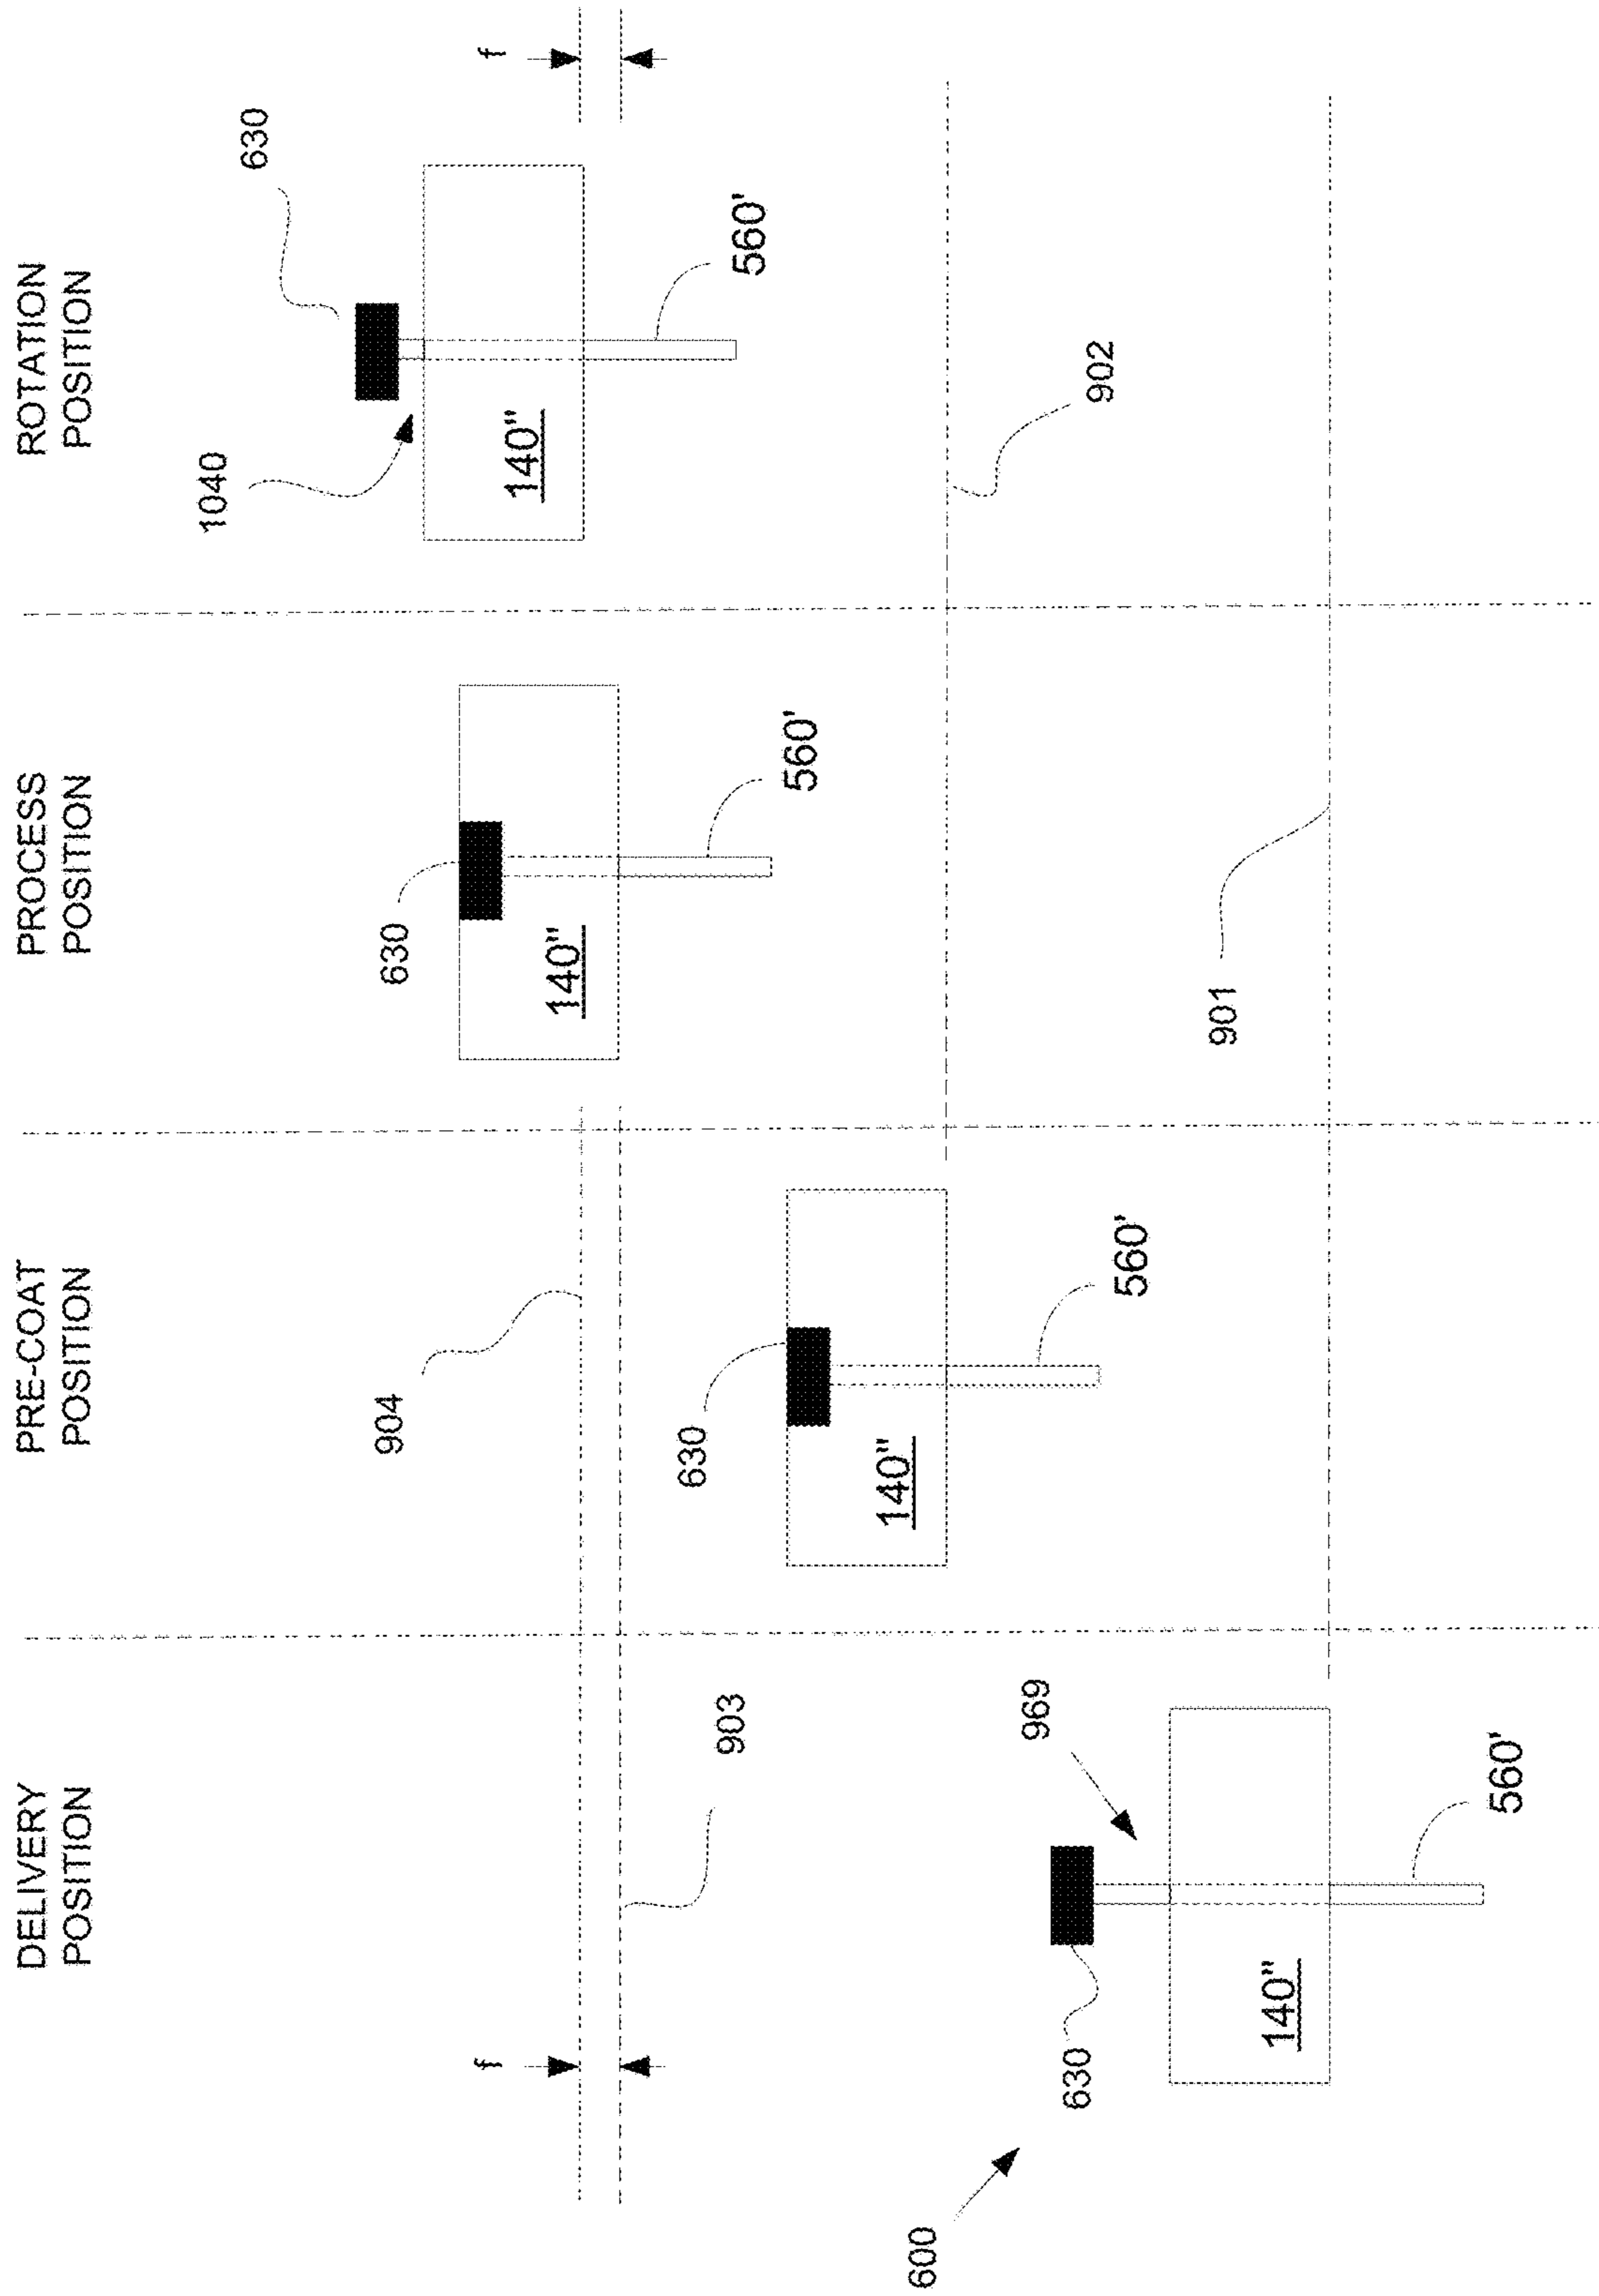 DELIVERY
POSITION
PRE-COAT
POSITION
PROCESS
POSITION
ROTATION
POSITION
f
903
600
630
969
140"
560'
904
630
140"
560'
630
140"
560'
901
1040
630
f
140"
560'
902